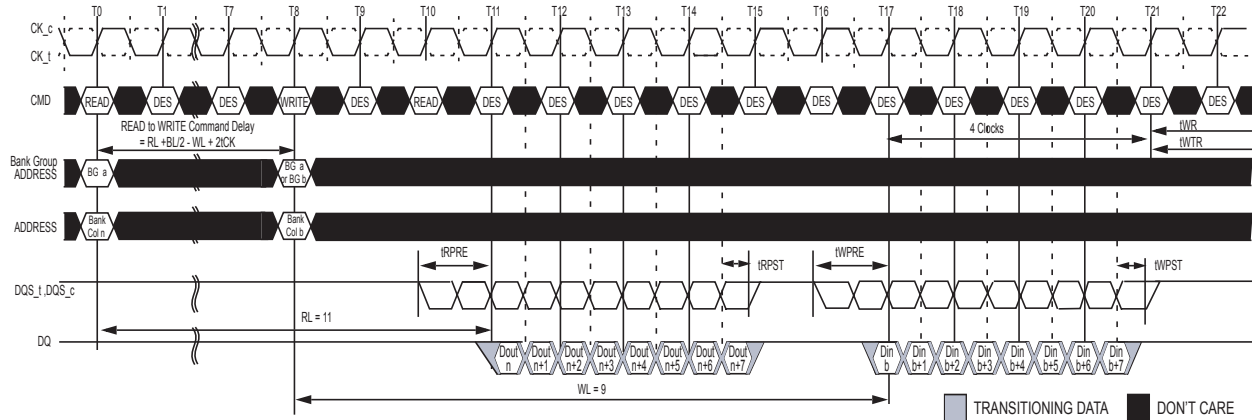 T0 T1 T7 T8 T9 T10 T11 T12 T13 T14 T15 T16 T17 T18 T19 T20 T21 T22
CK_c
CK_t
CMD READ DES DES WRITE DES READ DES DES DES DES DES DES DES DES DES DES DES DES
READ to WRITE Command Delay
= RL +BL/2 - WL + 2tCK
4 Clocks
tWR
tWTR
Bank Group
ADDRESS
BG a
BG a
or BG b
ADDRESS
Bank
Col n
Bank
Col b
tRPRE
tRPST
tWPRE
tWPST
DQS_t ,DQS_c
RL = 11
DQ
Dout
n
Dout
n+1
Dout
n+2
Dout
n+3
Dout
n+4
Dout
n+5
Dout
n+6
Dout
n+7
Din
b
Din
b+1
Din
b+2
Din
b+3
Din
b+4
Din
b+5
Din
b+6
Din
b+7
WL = 9
TRANSITIONING DATA
DON'T CARE